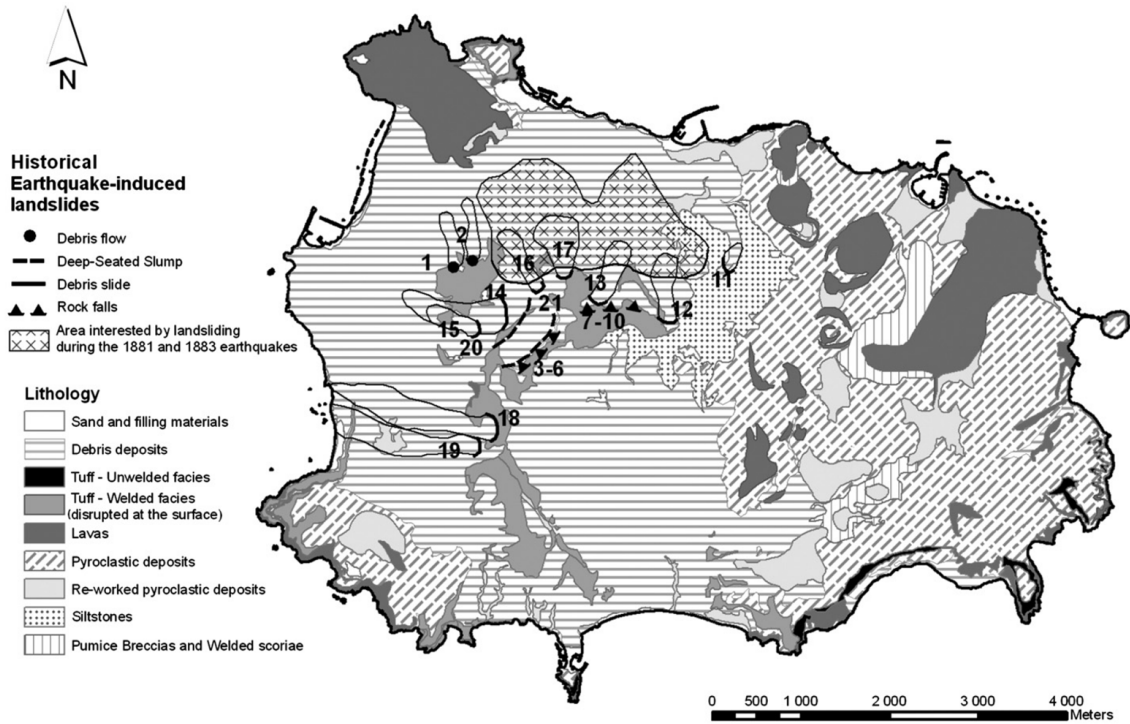 N
Historical
Earthquake-induced
landslides
Debris flow
Deep-Seated Slump
Debris slide
Rock falls
Area interested by landsliding
during the 1881 and 1883 earthquakes
Lithology
Sand and filling materials
Debris deposits
Tuff - Unwelded facies
Tuff - Welded facies
(disrupted at the surface)
Lavas
Pyroclastic deposits
Re-worked pyroclastic deposits
Siltstones
Pumice Breccias and Welded scoriae
2
1
17
16
11
14
13
21
12
15
7-10
20
3-6
18
19
0 500 1 000 2 000 3 000 4 000
Meters